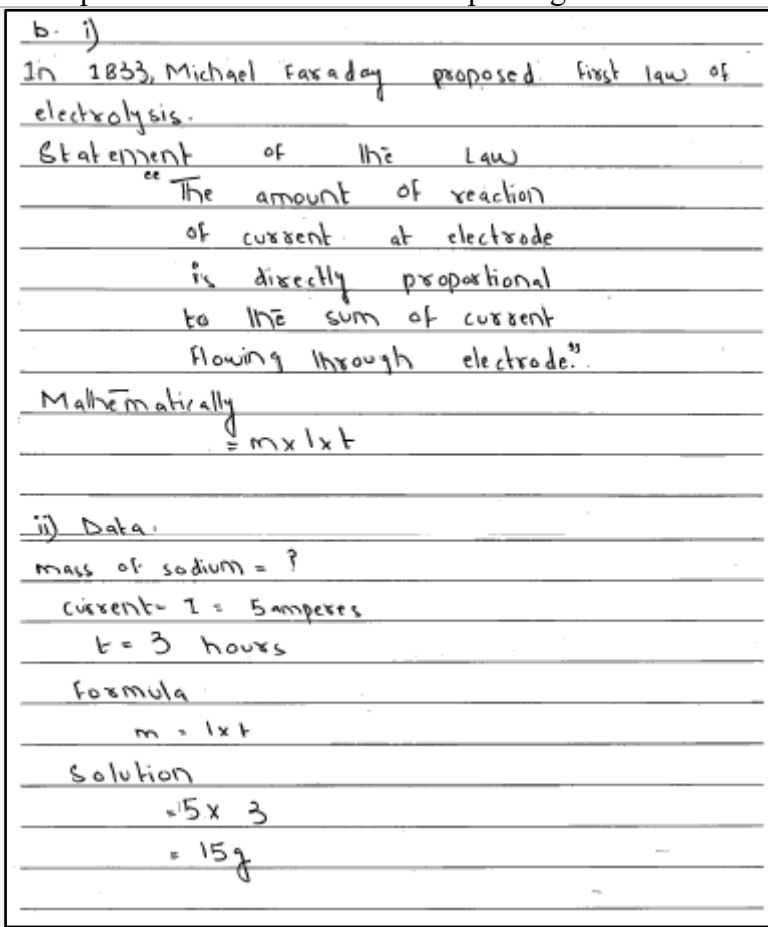 b. i)
In 1833, Michael Faraday proposed first law of
electrolysis.
Statement of the Law
"The amount of reaction
of current at electrode
is directly proportional
to the sum of current
flowing through electrode".
Mathematically
= m x I x t
ii) Data.
mass of sodium = ?
current = I = 5 amperes
t = 3 hours
Formula
m = I x t
Solution
= 5 x 3
= 15g